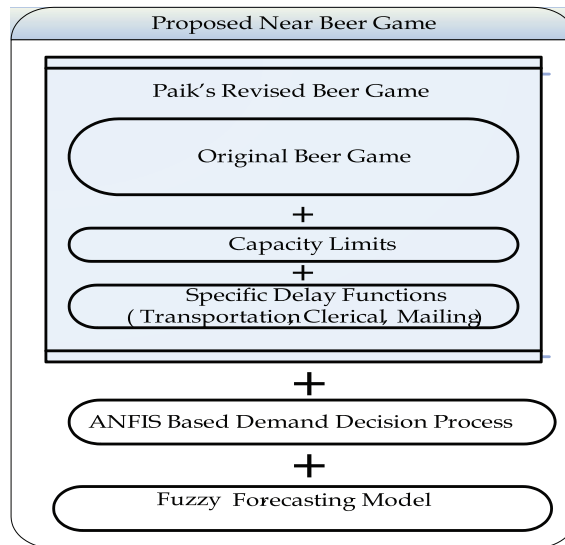 Proposed Near Beer Game
Paik's Revised Beer Game
Original Beer Game
+
Capacity Limits
+
Specific Delay Functions
( Transportation, Clerical, Mailing)
+
ANFIS Based Demand Decision Process
+
Fuzzy Forecasting Model